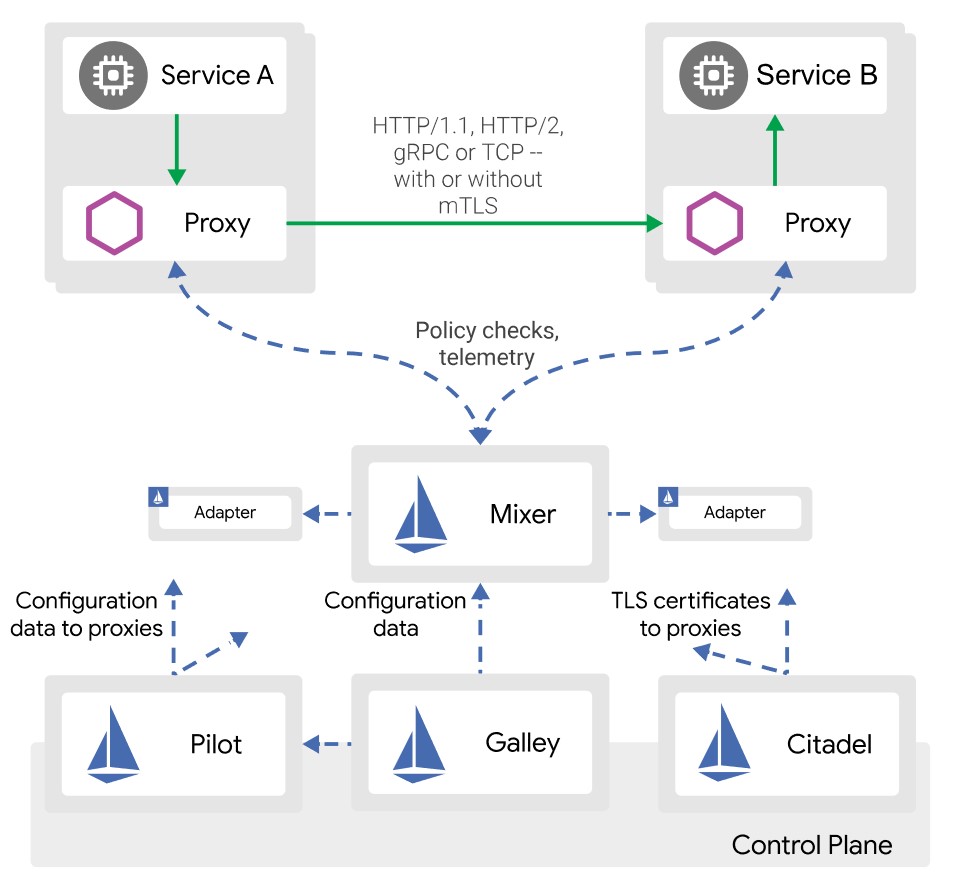 Service A
Service B
HTTP/1.1, HTTP/2,
gRPC or TCP --
with or without
mTLS
Proxy
Proxy
Policy checks,
telemetry
Adapter
Mixer
Adapter
Configuration
data to proxies
Configuration
data
TLS certificates
to proxies
Pilot
Galley
Citadel
Control Plane